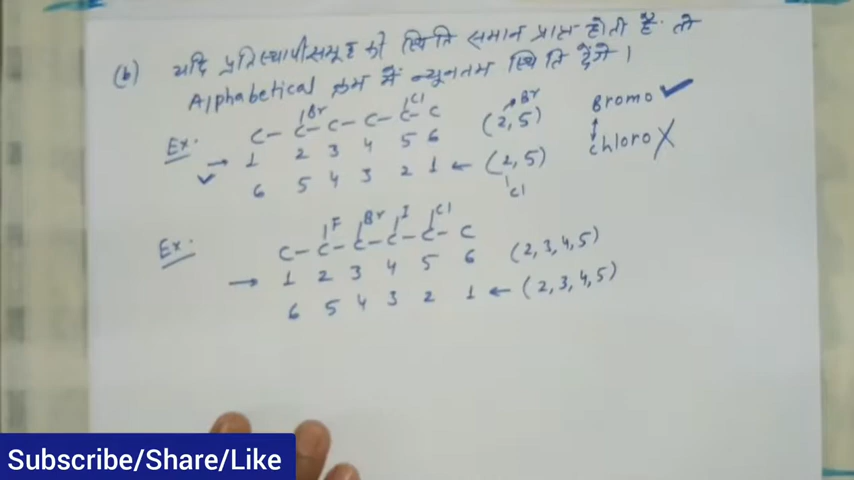 (b) यदि प्रतिस्थापी समूह को स्थिति समान प्राप्त होती है. तो
Alphabetical क्रम में न्यूनतम स्थिति देंगे।
Br Cl
Ex. C - C - C - C - C - C (2, 5) Br Bromo ✓
→ 1 2 3 4 5 6
✓ 6 5 4 3 2 1 ← (2, 5) Cl chloro ✗
F Br I Cl
Ex. C - C - C - C - C - C
→ 1 2 3 4 5 6 (2, 3, 4, 5)
6 5 4 3 2 1 ← (2, 3, 4, 5)
Subscribe/Share/Like